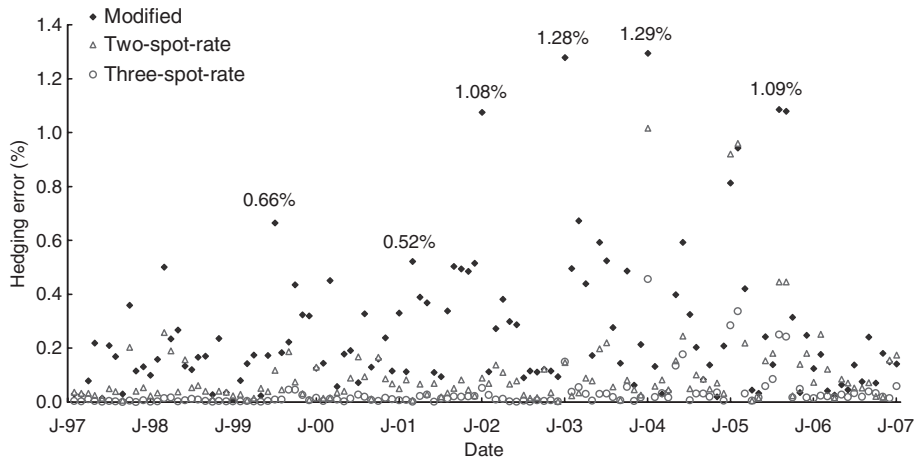 1.4
Modified
Two-spot-rate
Three-spot-rate
1.29%
1.28%
1.2
1.08%
1.09%
1.0
0.8
0.66%
0.6
0.52%
0.4
0.2
0.0
Hedging error (%)
J-97 J-98 J-99 J-00 J-01 J-02 J-03 J-04 J-05 J-06 J-07
Date